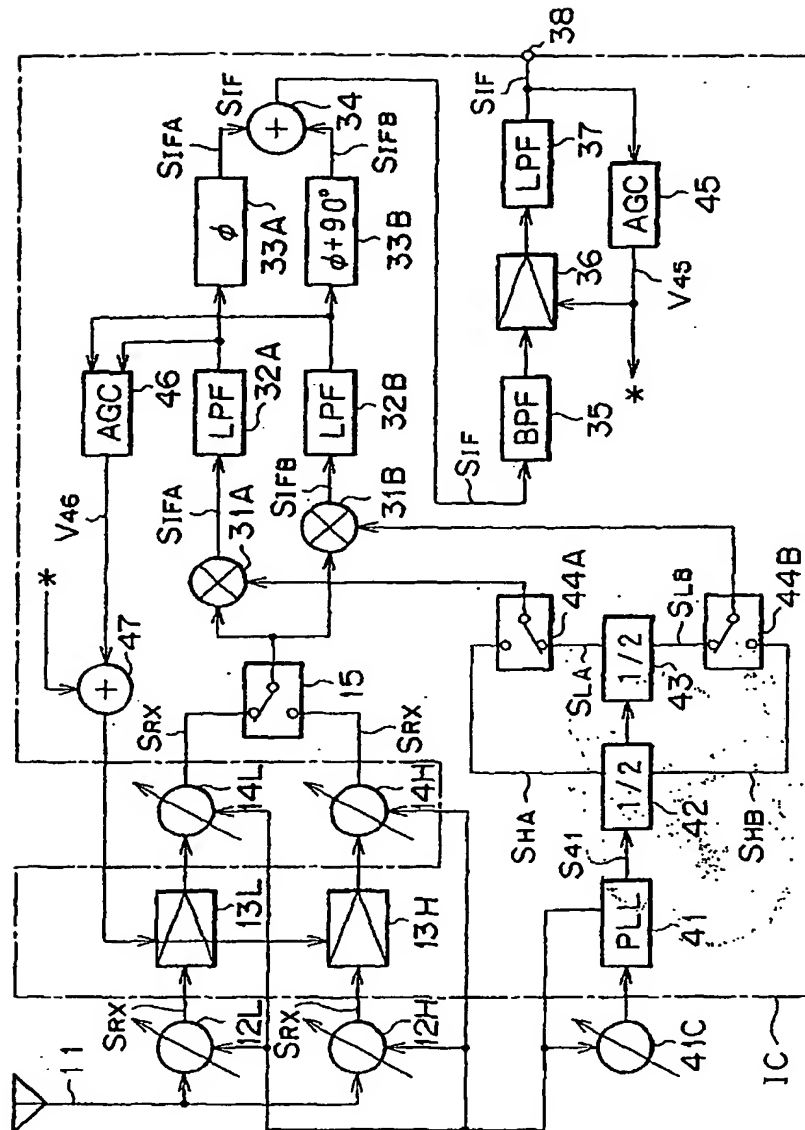 11
SRX
12L
SRX
12H
13L
13H
14L
14H
SRX
SRX
15
*
47
V46
AGC
46
SIFA
31A
SIFB
31B
LPF
32A
LPF
32B
φ
33A
φ+90°
33B
SIFA
SIF
34
SIFB
SIF
BPF
35
36
LPF
37
SIF
38
AGC
45
V45
*
44A
SLA
1/2
43
SLB
44B
SHA
1/2
42
SHB
S41
PLL
41
41C
IC